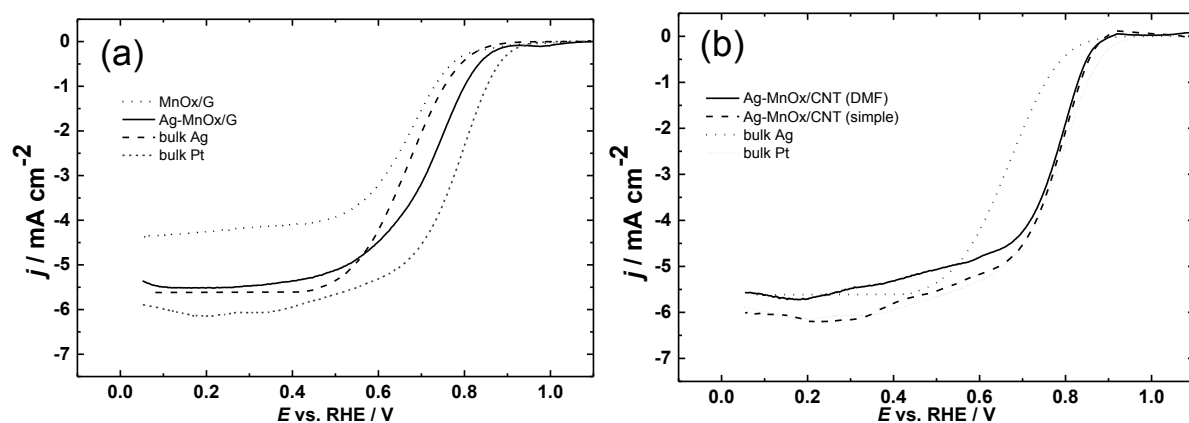 (a)
MnOx/G
Ag-MnOx/G
bulk Ag
bulk Pt
0
-1
-2
-3
-4
-5
-6
-7
j / mA cm-2
0.0 0.2 0.4 0.6 0.8 1.0
E vs. RHE / V
(b)
Ag-MnOx/CNT (DMF)
Ag-MnOx/CNT (simple)
bulk Ag
bulk Pt
0
-1
-2
-3
-4
-5
-6
-7
j / mA cm-2
0.0 0.2 0.4 0.6 0.8 1.0
E vs. RHE / V